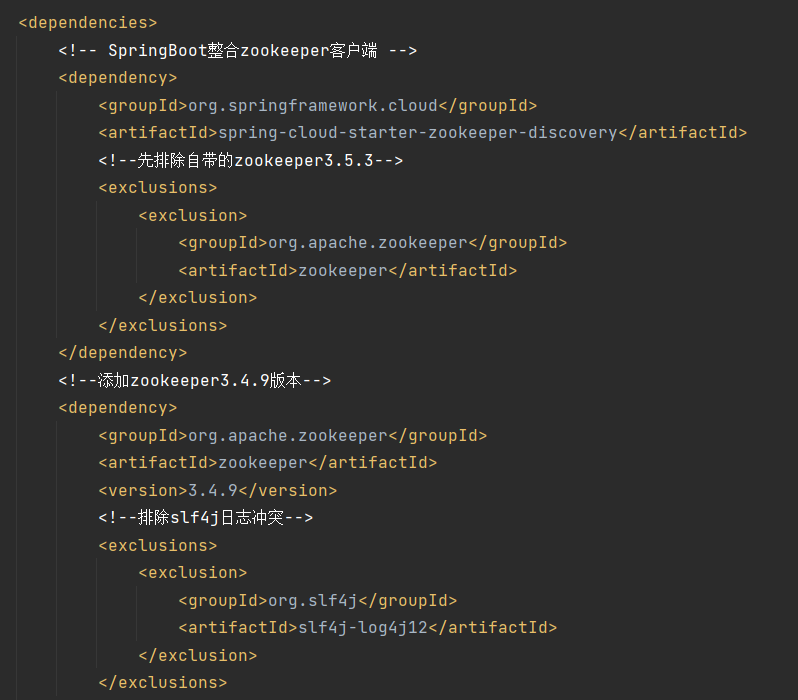 <dependencies>
<!-- SpringBoot整合zookeeper客户端 -->
<dependency>
<groupId>org.springframework.cloud</groupId>
<artifactId>spring-cloud-starter-zookeeper-discovery</artifactId>
<!--先排除自带的zookeeper3.5.3-->
<exclusions>
<exclusion>
<groupId>org.apache.zookeeper</groupId>
<artifactId>zookeeper</artifactId>
</exclusion>
</exclusions>
</dependency>
<!--添加zookeeper3.4.9版本-->
<dependency>
<groupId>org.apache.zookeeper</groupId>
<artifactId>zookeeper</artifactId>
<version>3.4.9</version>
<!--排除slf4j日志冲突-->
<exclusions>
<exclusion>
<groupId>org.slf4j</groupId>
<artifactId>slf4j-log4j12</artifactId>
</exclusion>
</exclusions>